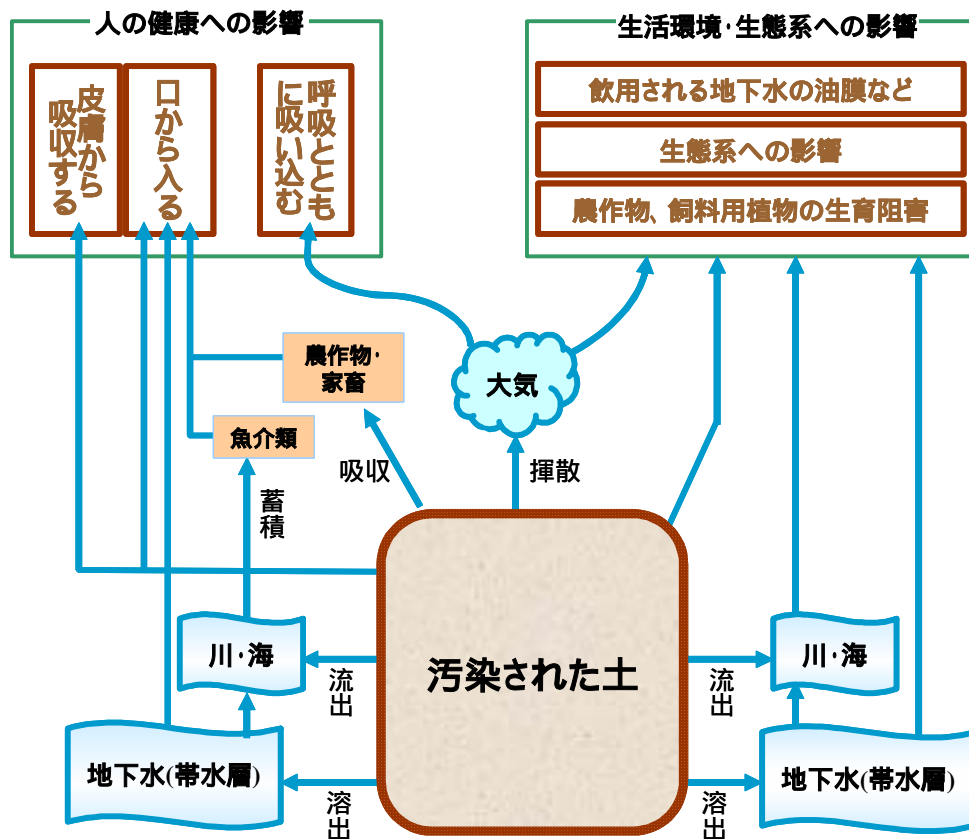 人の健康への影響
皮膚から
吸収する
口から入る
呼吸ととも
に吸い込む
生活環境・生態系への影響
飲用される地下水の油膜など
生態系への影響
農作物、飼料用植物の生育阻害
農作物・
家畜
大気
魚介類
吸収
揮散
蓄積
川・海
流出
汚染された土
流出
川・海
地下水(帯水層)
溶出
溶出
地下水(帯水層)